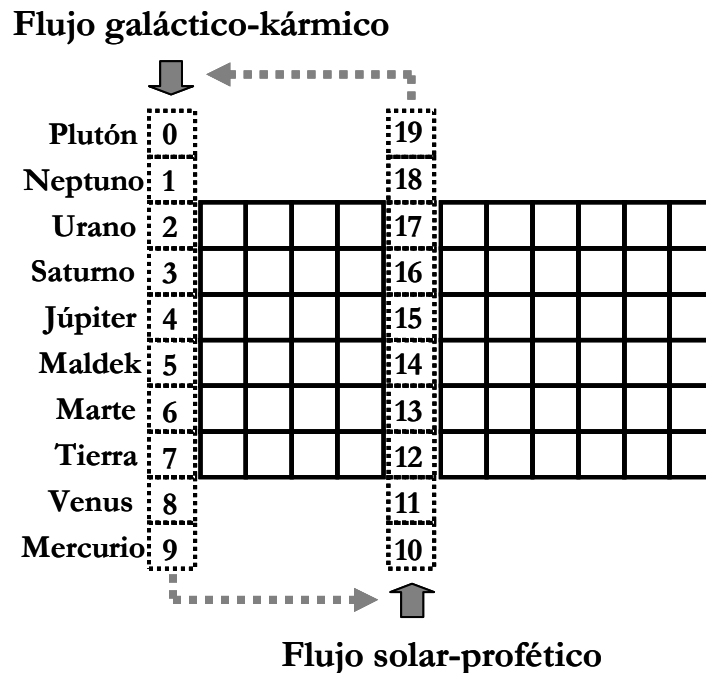 Flujo galáctico-kármico
Plutón 0 19
Neptuno 1 18
Urano 2 17
Saturno 3 16
Júpiter 4 15
Maldek 5 14
Marte 6 13
Tierra 7 12
Venus 8 11
Mercurio 9 10
Flujo solar-profético